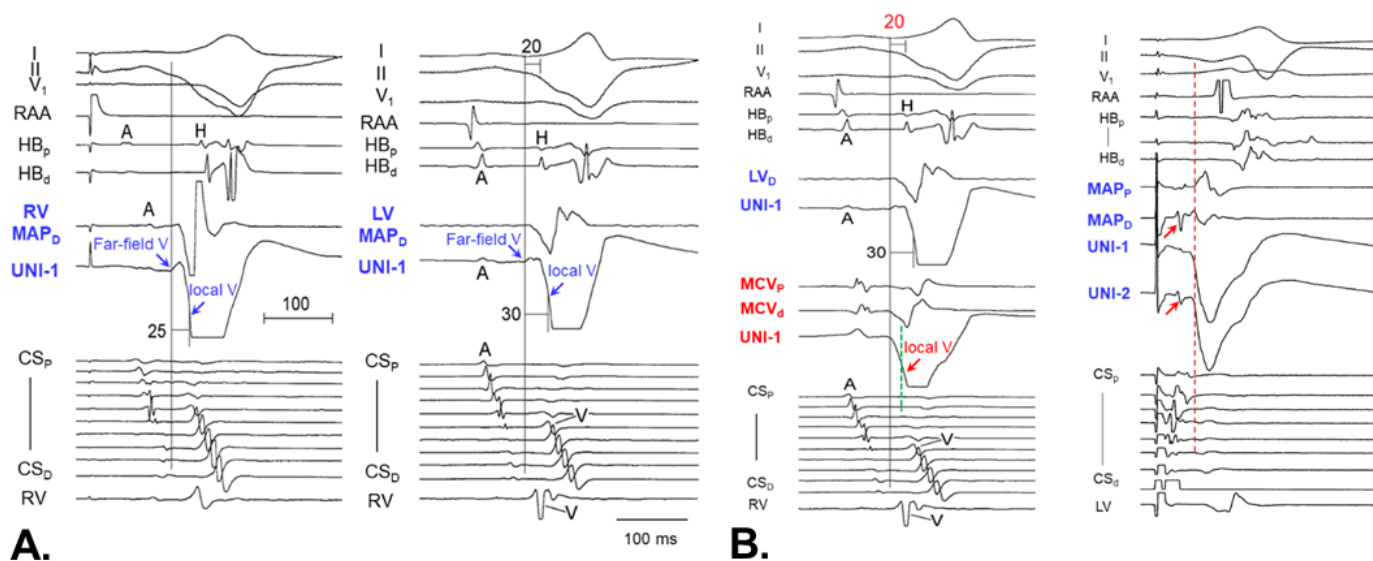 I
II
V1
RAA
A
H
HBp
HBd
A
RV
MAPD
Far-field V
UNI-1
local V
100
25
CSP
CSD
RV
20
I
II
V1
RAA
H
HBp
HBd
A
LV
MAPD
Far-field V
UNI-1
A
local V
30
A
CSP
V
CSD
RV
V
100 ms
A.
20
I
II
V1
RAA
H
HBp
HBd
A
LVD
UNI-1
A
30
MCVP
MCVd
UNI-1
local V
A
CSP
V
CSD
RV
V
B.
I
II
V1
RAA
HBp
HBd
MAPP
MAPD
UNI-1
UNI-2
CSp
CSd
LV